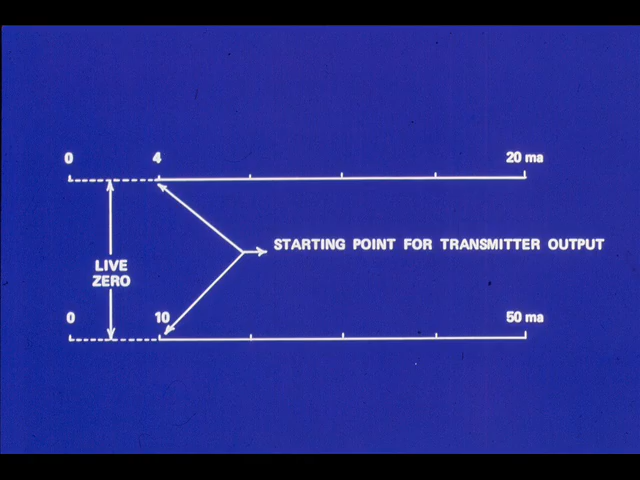 0 4 20 ma
STARTING POINT FOR TRANSMITTER OUTPUT
LIVE
ZERO
0 10 50 ma